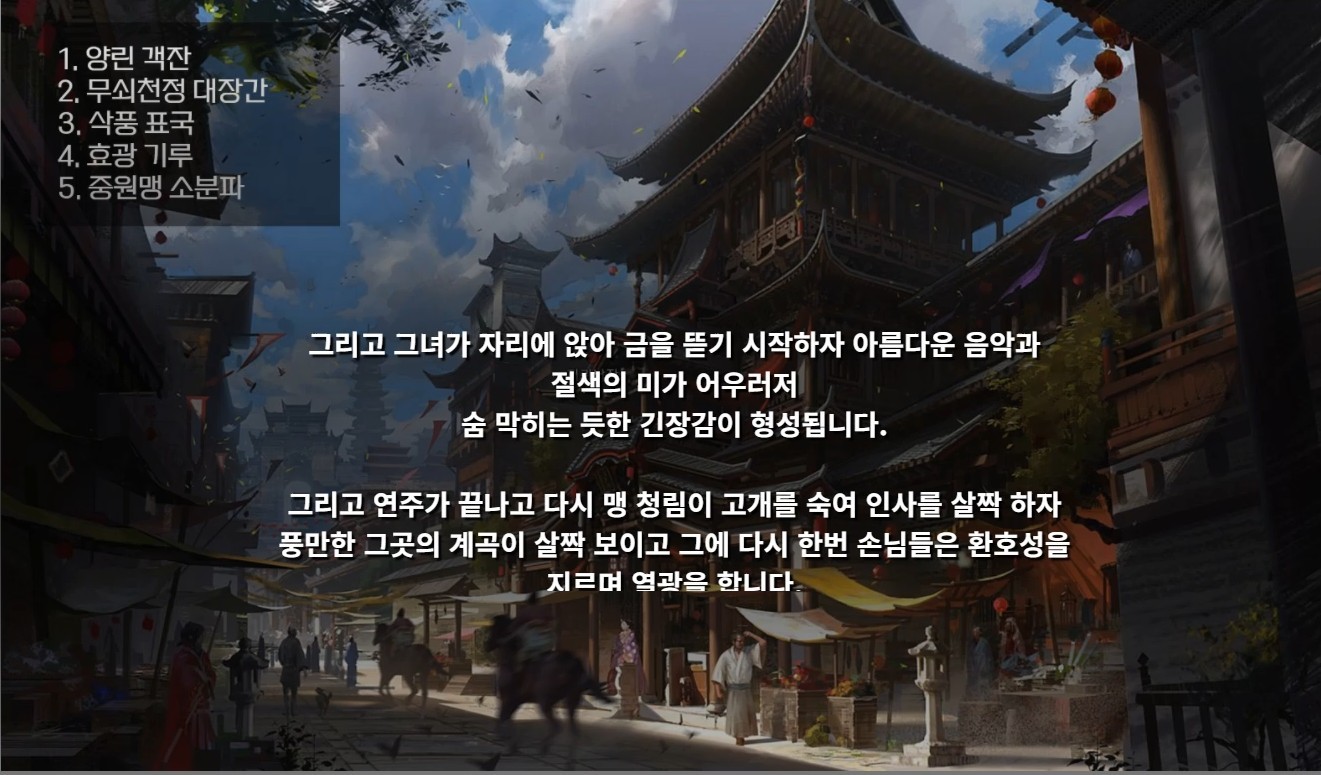 1. 양린 객잔
2. 무쇠천정 대장간
3. 삭풍 표국
4. 효광 기루
5. 중원맹 소분파
그리고 그녀가 자리에 앉아 금을 뜯기 시작하자 아름다운 음악과
절색의 미가 어우러저
숨 막히는 듯한 긴장감이 형성됩니다.
그리고 연주가 끝나고 다시 맹 청림이 고개를 숙여 인사를 살짝 하자
풍만한 그곳의 계곡이 살짝 보이고 그에 다시 한번 손님들은 환호성을
지르며 열광을 합니다.